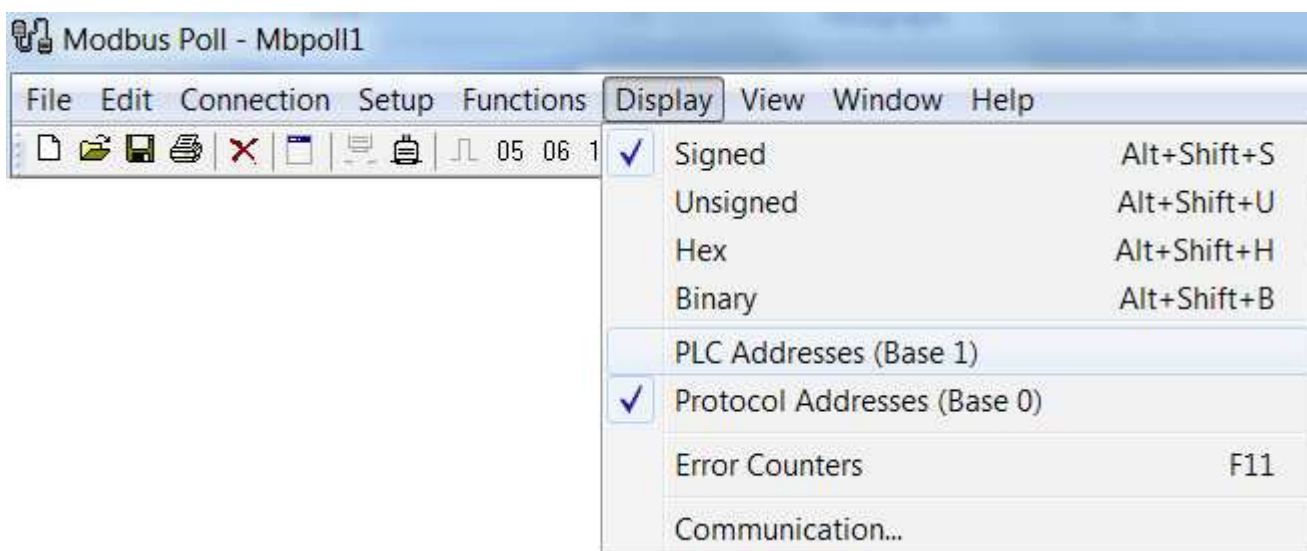 Modbus Poll - Mbpoll1
File Edit Connection Setup Functions Display View Window Help
05 06 1
Signed Alt+Shift+S
Unsigned Alt+Shift+U
Hex Alt+Shift+H
Binary Alt+Shift+B
PLC Addresses (Base 1)
Protocol Addresses (Base 0)
Error Counters F11
Communication...